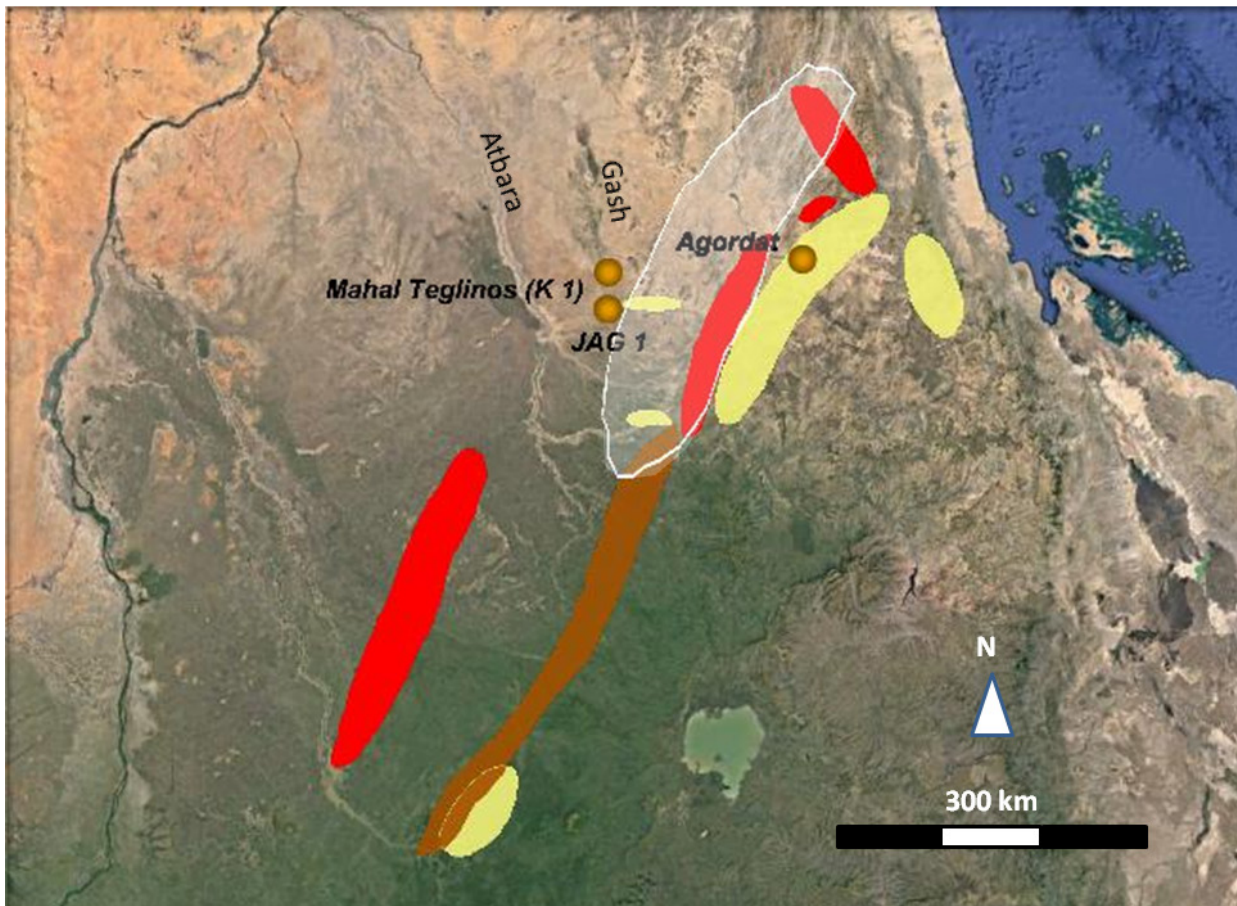 Atbara
Gash
Agordat
Mahal Teglinos (K 1)
JAG 1
N
300 km